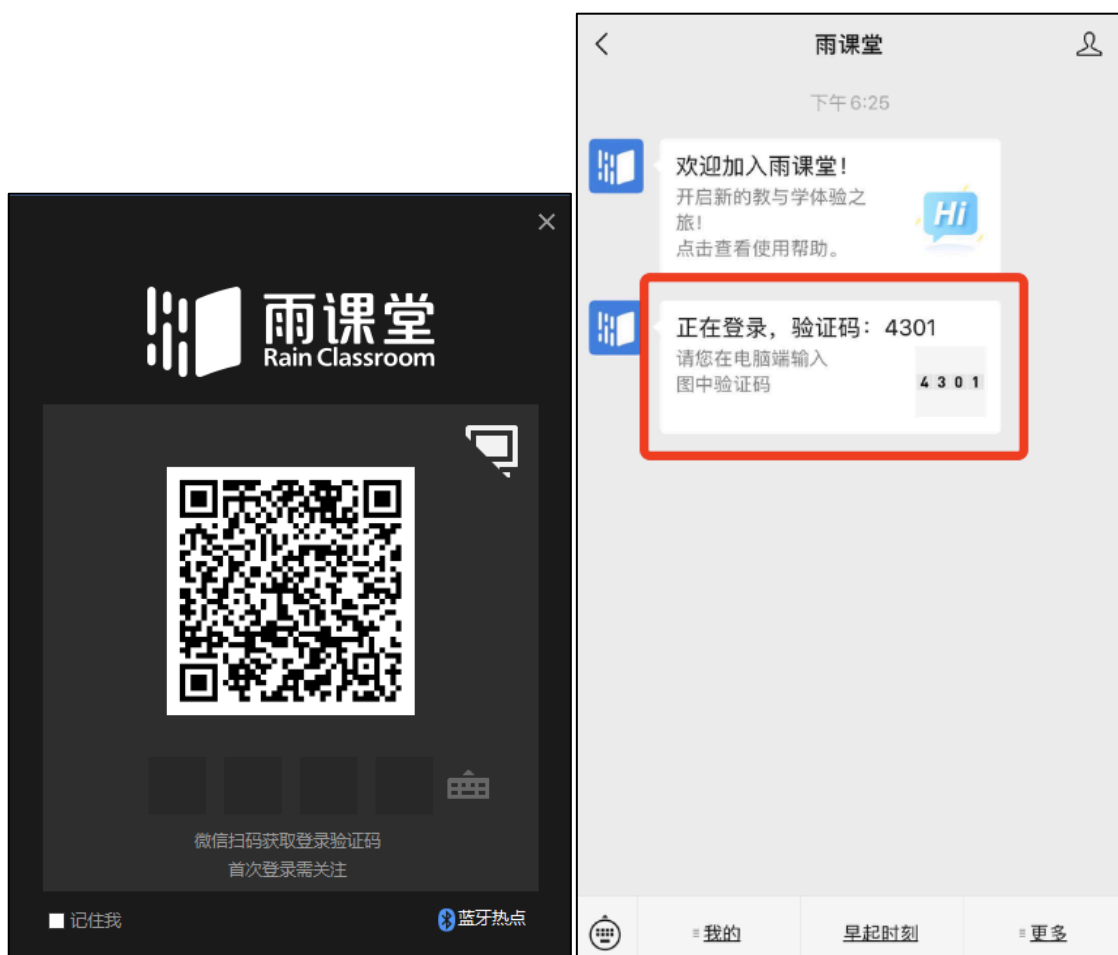 雨课堂
Rain Classroom
微信扫码获取登录验证码
首次登录需关注
记住我
蓝牙热点
雨课堂
下午 6:25
欢迎加入雨课堂！
开启新的教与学体验之
旅！
点击查看使用帮助。
Hi
正在登录，验证码：4301
请您在电脑端输入
图中验证码
4 3 0 1
我的
早起时刻
更多